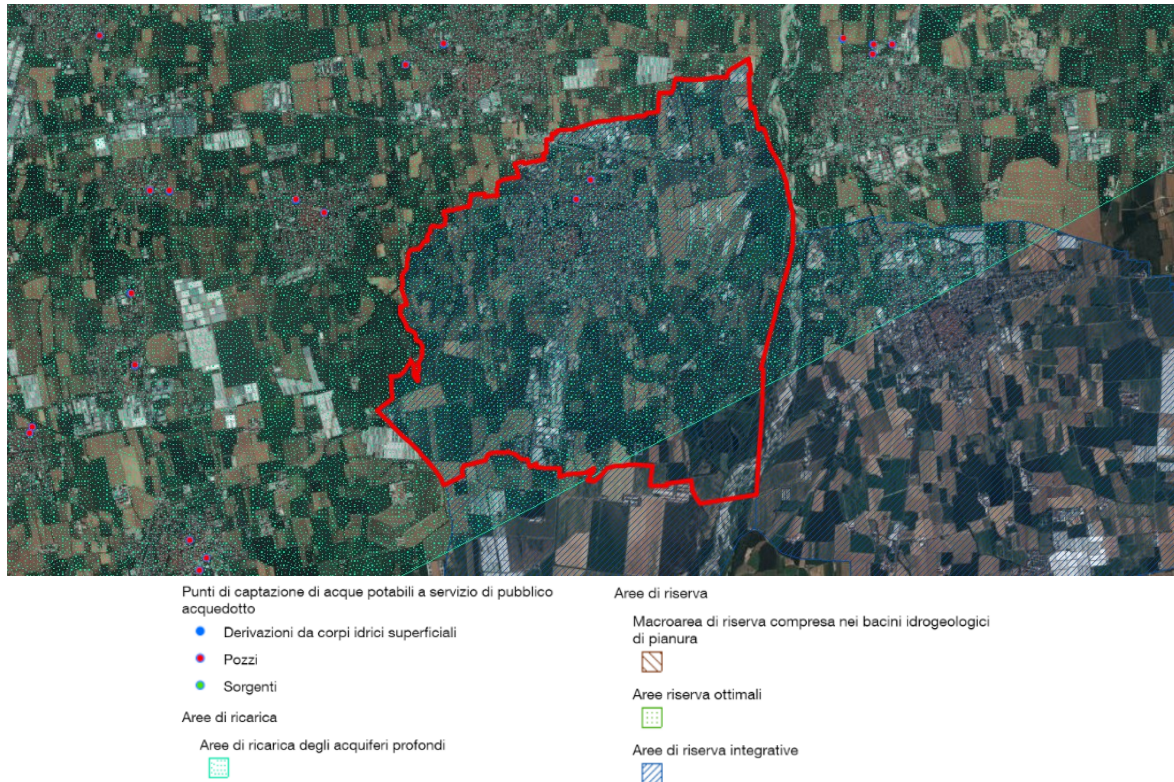 Punti di captazione di acque potabili a servizio di pubblico
acquedotto
Derivazioni da corpi idrici superficiali
Pozzi
Sorgenti
Aree di ricarica
Aree di ricarica degli acquiferi profondi
Aree di riserva
Macroarea di riserva compresa nei bacini idrogeologici
di pianura
Aree riserva ottimali
Aree di riserva integrative